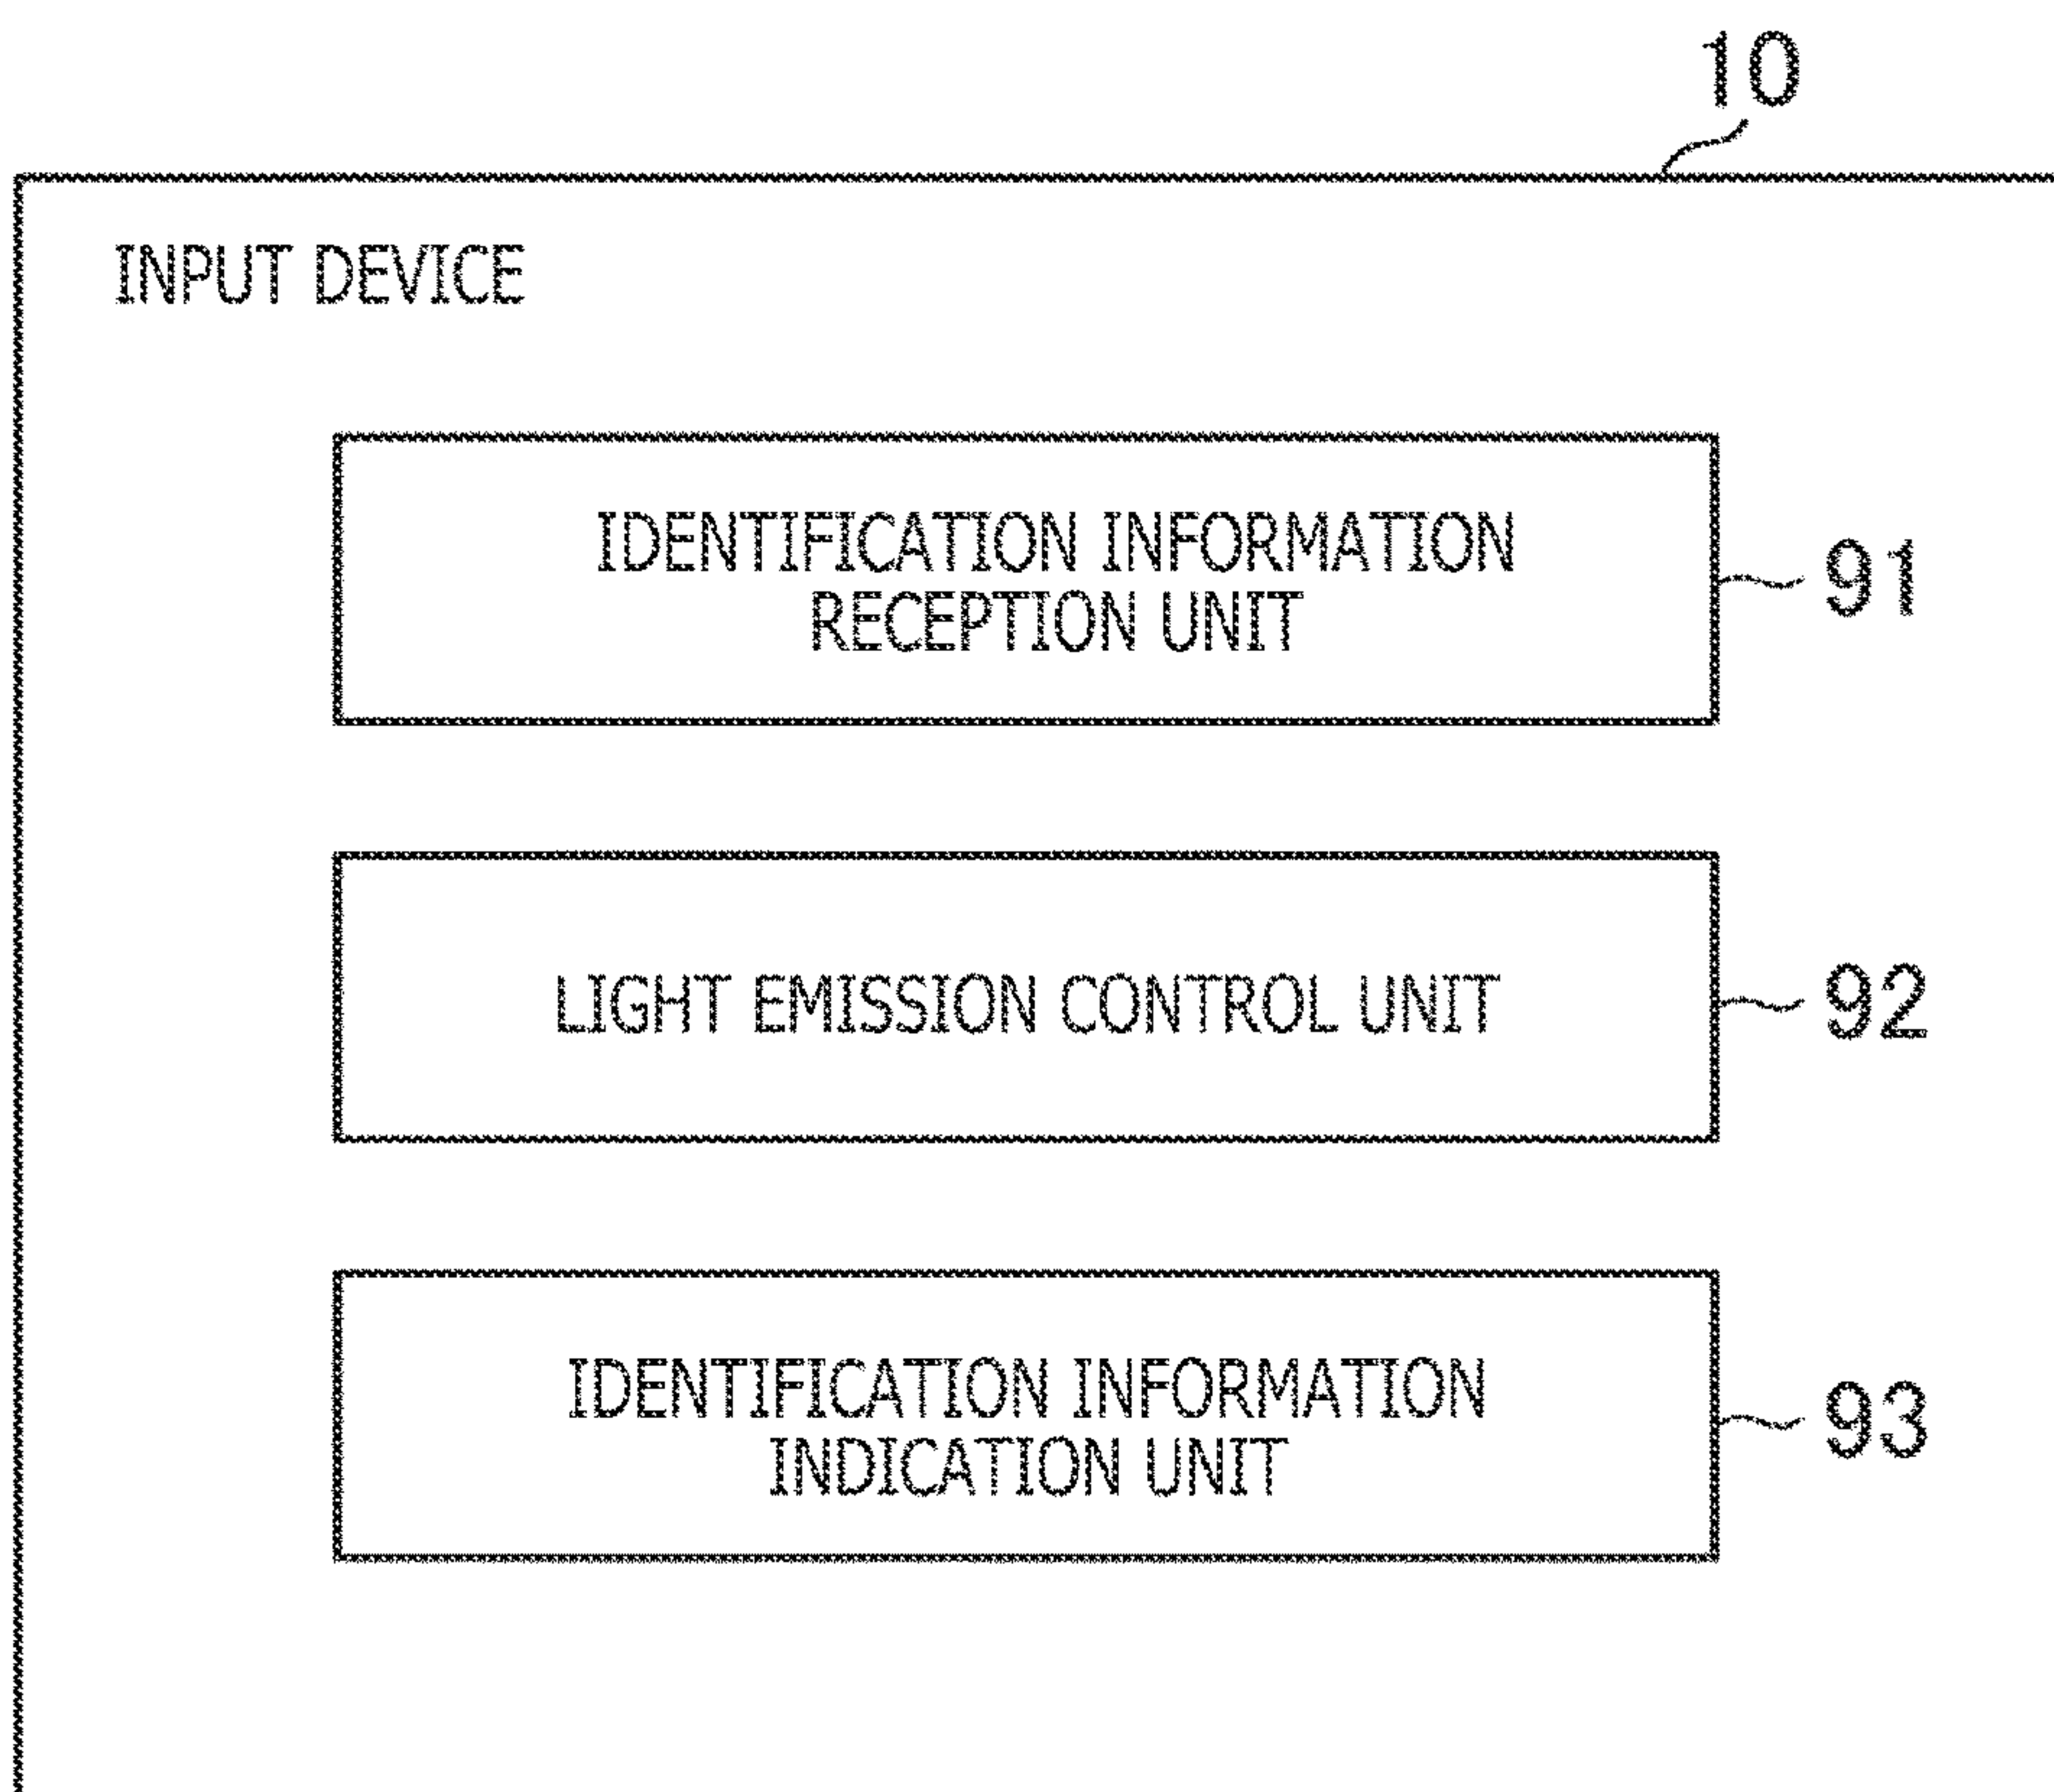 10
INPUT DEVICE
IDENTIFICATION INFORMATION
RECEPTION UNIT
91
LIGHT EMISSION CONTROL UNIT
92
IDENTIFICATION INFORMATION
INDICATION UNIT
93